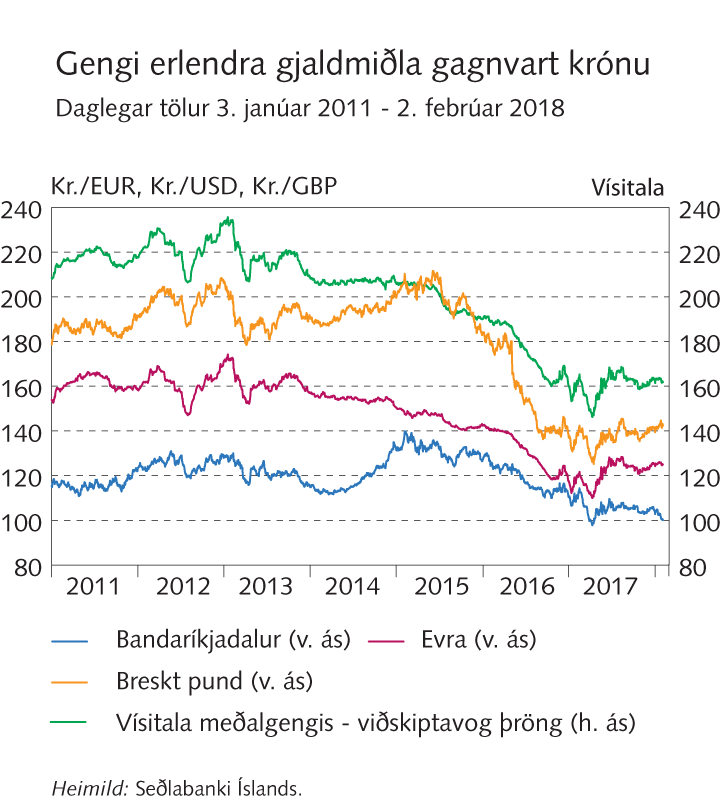 Gengi erlendra gjaldmiðla gagnvart krónu
Daglegar tölur 3. janúar 2011 - 2. febrúar 2018
Kr./EUR, Kr./USD, Kr./GBP Vísitala
240 240
220 220
200 200
180 180
160 160
140 140
120 120
100 100
80 80
2011 2012 2013 2014 2015 2016 2017
Bandaríkjadalur (v. ás) Evra (v. ás)
Breskt pund (v. ás)
Vísitala meðalgengis - viðskiptavog þröng (h. ás)
Heimild: Seðlabanki Íslands.